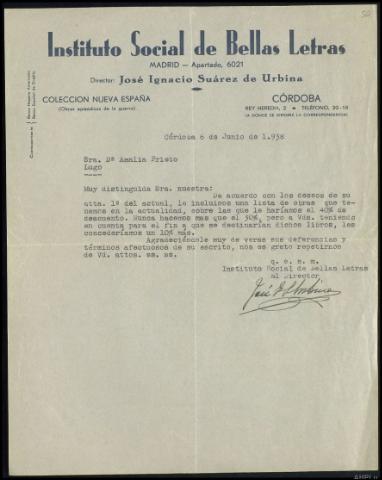 Instituto Social de Bellas Letras
MADRID — Apartado, 6021
Director: José Ignacio Suárez de Urbina
COLECCION NUEVA ESPAÑA
(Obras episódicas de la guerra)
CÓRDOBA
REY HEREDIA, 2 • TELÉFONO, 20-18
(A DONDE SE DIRIGIRÁ LA CORRESPONDENCIA)
Córdoba 6 de Junio de 1.938
Sra. Dª Amalia Prieto
Lugo
Muy distinguida Sra. nuestra:
De acuerdo con los deseos de su
atta. 1º del actual, le incluimos una lista de obras que te-
nemos en la actualidad, sobre las que le haríamos el 40% de
descuento. Nunca hacemos mas que el 30%, pero a Vds. teniendo
en cuenta para el fin a que se destinarían dichos libros, les
concederíamos un 10% más.
Agradeciéndole muy de veras sus deferencias y
términos afectuosos de su escrito, nos es grato repetirnos
de Vd. attos. ss. ss.
q. e. s. m.
Instituto Social de Bellas Letras
el Director